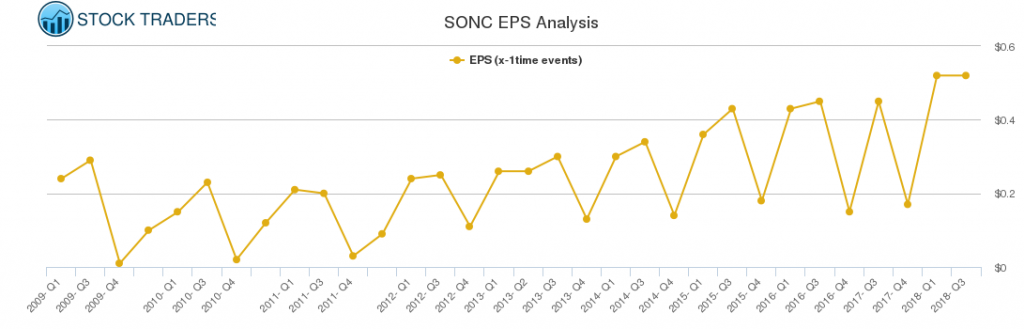 STOCK TRADERS
SONC EPS Analysis
EPS (x-1time events)
$0.6
$0.4
$0.2
$0
2009-Q1
2009-Q3
2009-Q4
2010-Q1
2010-Q3
2010-Q4
2011-Q1
2011-Q3
2011-Q4
2012-Q1
2012-Q3
2012-Q4
2013-Q1
2013-Q2
2013-Q3
2013-Q4
2014-Q1
2014-Q3
2014-Q4
2015-Q1
2015-Q3
2015-Q4
2016-Q1
2016-Q3
2016-Q4
2017-Q3
2017-Q4
2018-Q1
2018-Q3